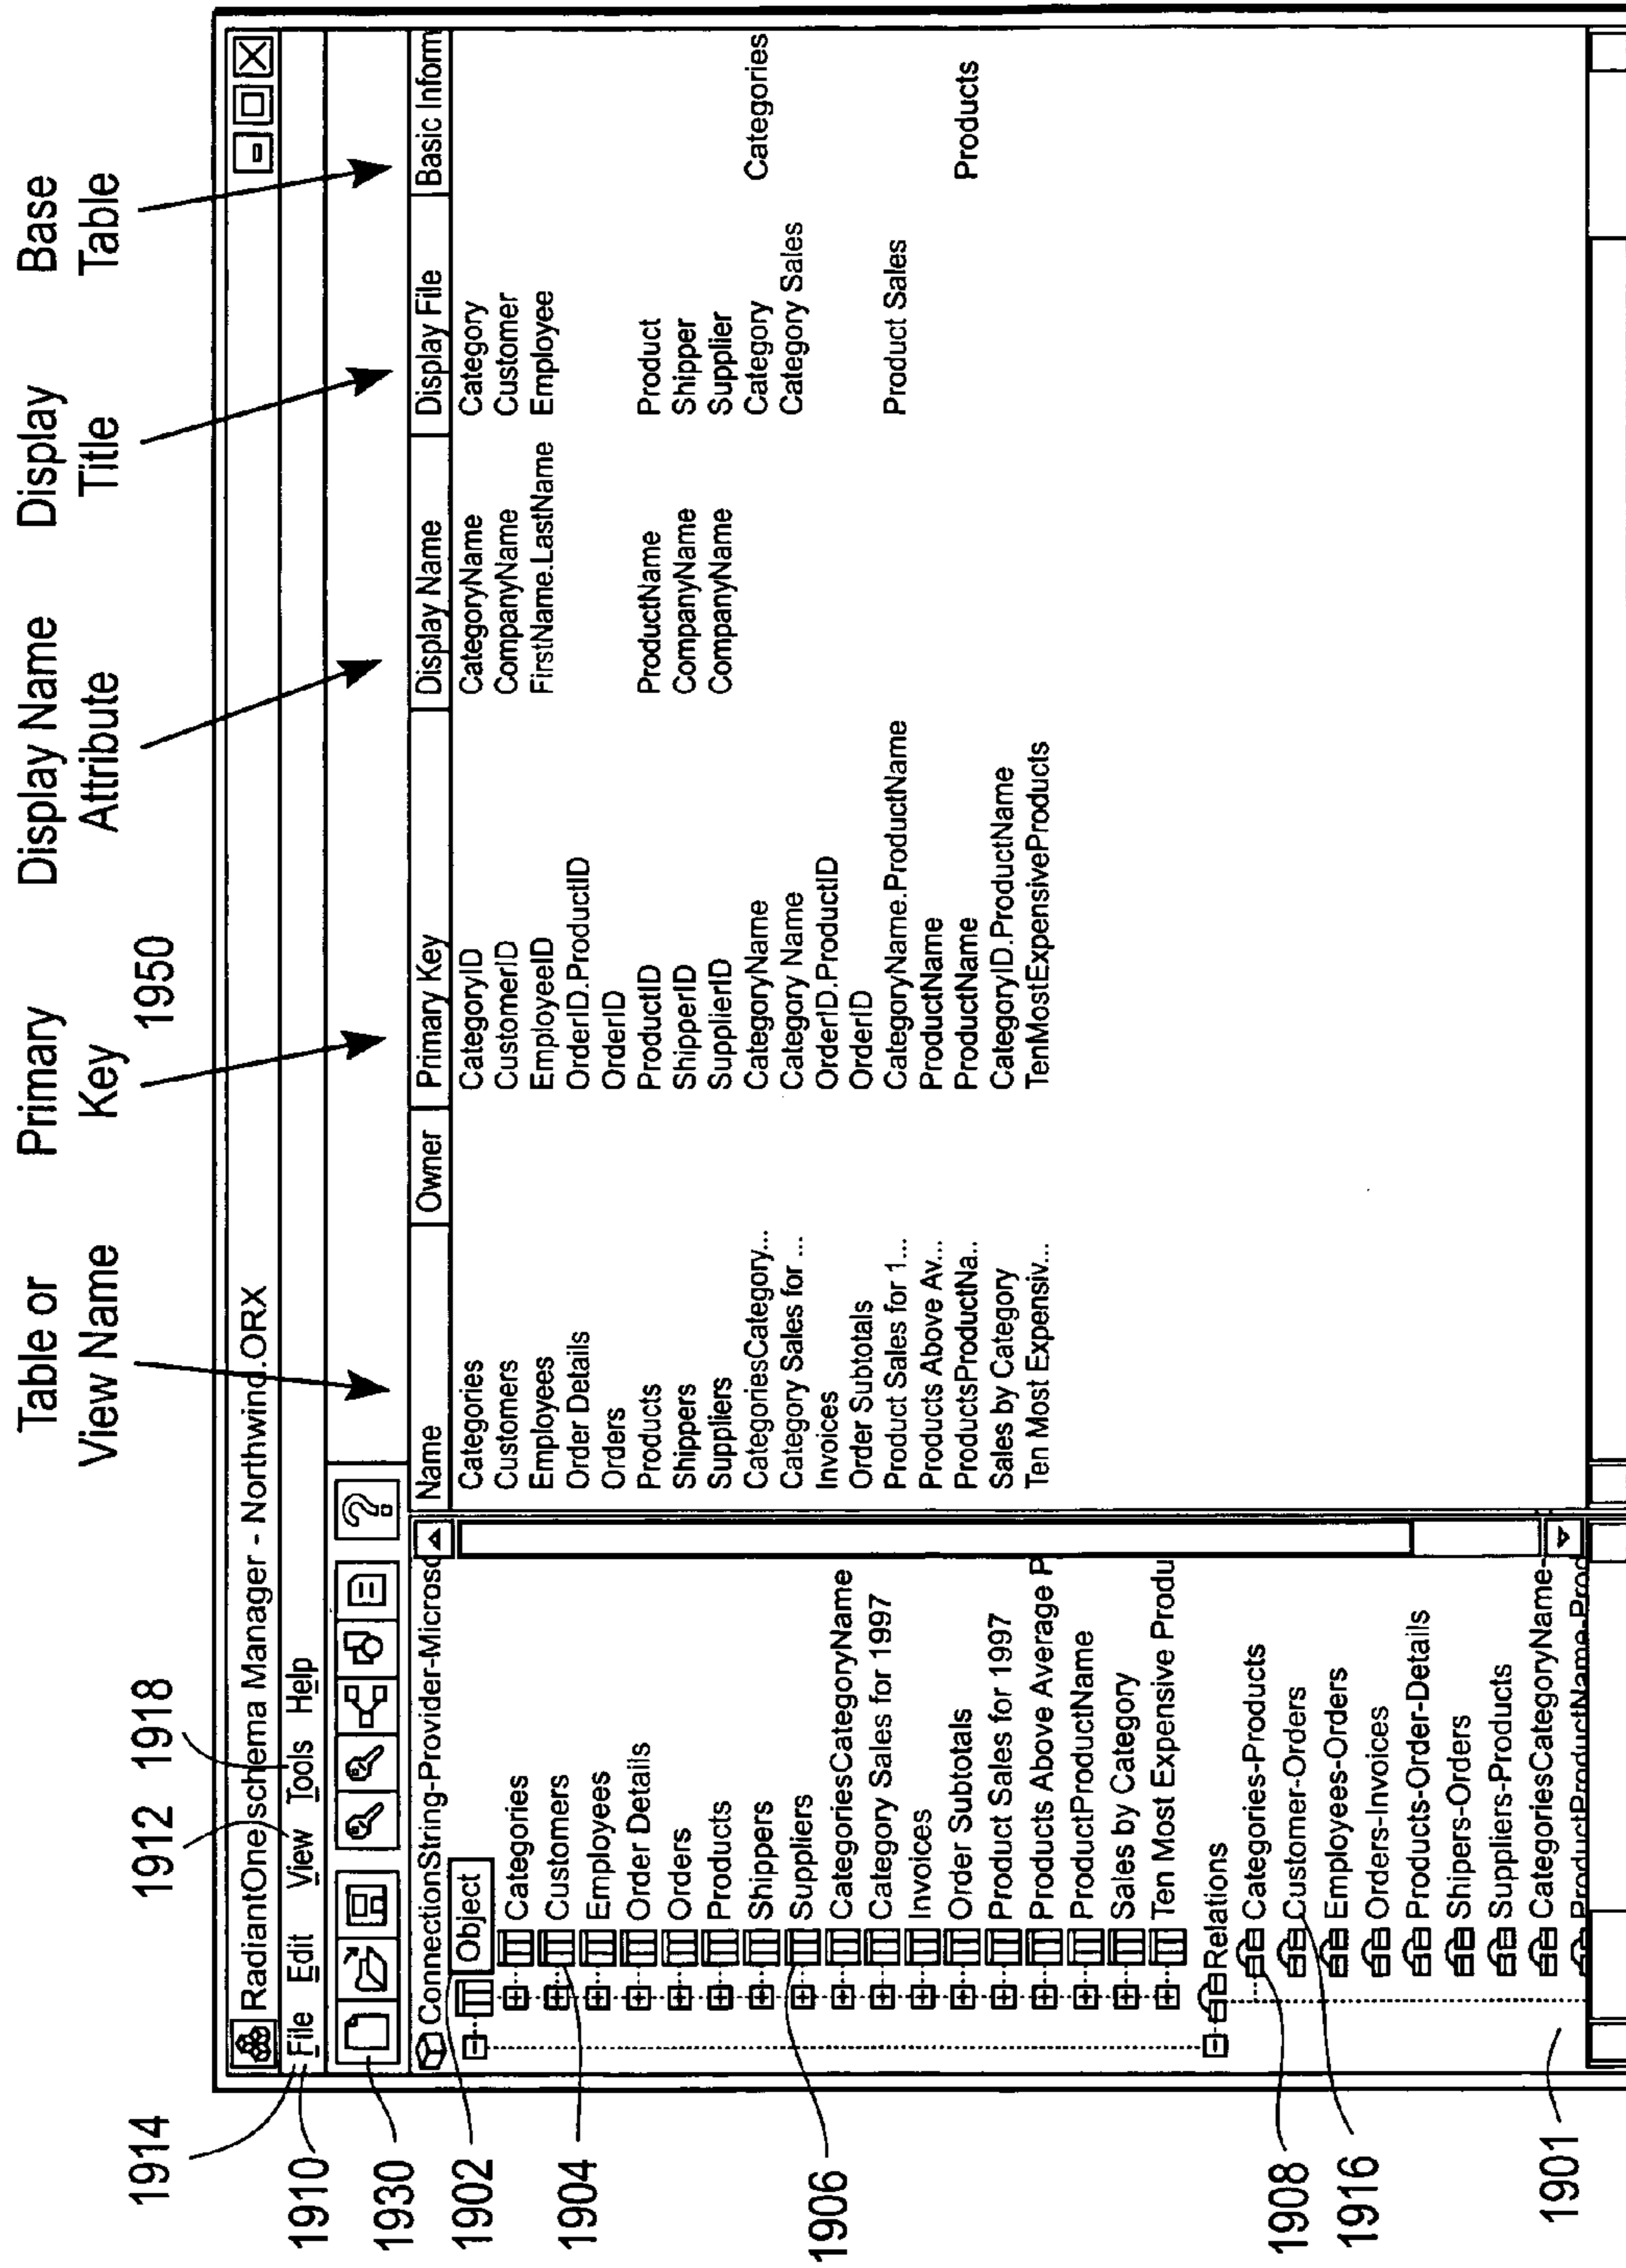 Table or View Name
Primary Key
1950
Display Name Attribute
Display Title
Base Table
1912
1918
1914
1910
1930
1902
1904
1906
1908
1916
1901
RadiantOne schema Manager - Northwind.ORX
File Edit View Tools Help
ConnectionString-Provider-Microso
Object
Categories
Customers
Employees
Order Details
Orders
Products
Shippers
Suppliers
CategoriesCategoryName
Category Sales for 1997
Invoices
Order Subtotals
Product Sales for 1997
Products Above Average P
ProductProductName
Sales by Category
Ten Most Expensive Produ
Relations
Categories-Products
Customer-Orders
Employees-Orders
Orders-Invoices
Products-Order-Details
Shipers-Orders
Suppliers-Products
CategoriesCategoryName-
ProductProductName-Prod
Name Owner Primary Key Display Name Display File Basic Inform
Categories CategoryID CategoryName Category
Customers CustomerID CompanyName Customer
Employees EmployeeID FirstName.LastName Employee
Order Details OrderID.ProductID
Orders OrderID
Products ProductID ProductName Product
Shippers ShipperID CompanyName Shipper
Suppliers SupplierID CompanyName Supplier
CategoriesCategory... CategoryName Category Categories
Category Sales for ... Category Name Category Sales
Invoices OrderID.ProductID
Order Subtotals OrderID
Product Sales for 1... CategoryName.ProductName Product Sales
Products Above Av... ProductName
ProductsProductNa.. ProductName Products
Sales by Category CategoryID.ProductName
Ten Most Expensiv... TenMostExpensiveProducts